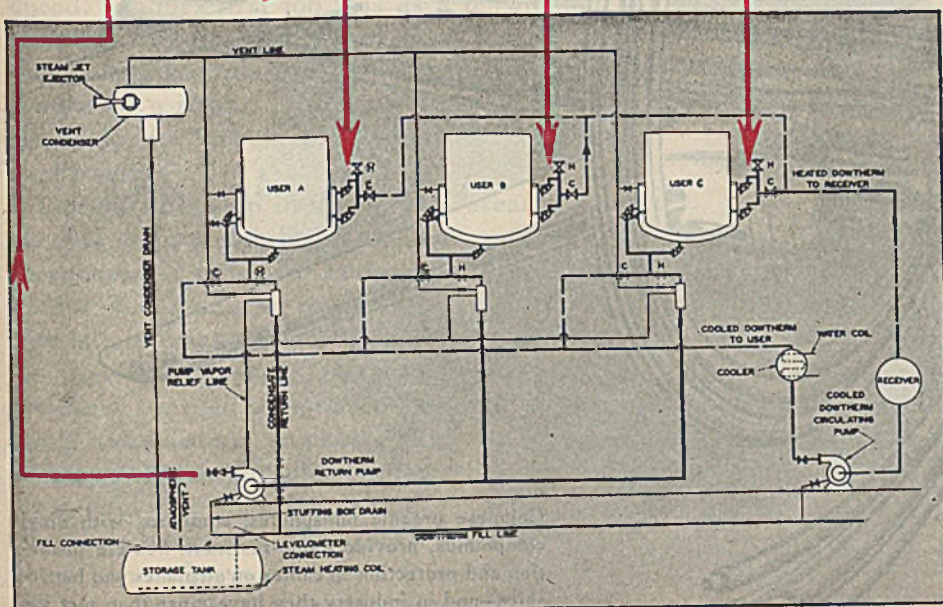 VENT LINE
STEAM JET
EJECTOR
VENT
CONDENSER
USER A
USER B
USER C
H
H
H
C
C
C
HEATED DOWTHERM
TO RECEIVER
VENT CONDENSER DRAIN
C
H
C
H
C
H
COOLED DOWTHERM
TO USER
WATER COIL
COOLER
RECEIVER
PUMP VAPOR
RELIEF LINE
CONDENSATE
RETURN LINE
COOLED
DOWTHERM
CIRCULATING
PUMP
DOWTHERM
RETURN PUMP
ATMOSPHERIC
VENT
STUFFING BOX DRAIN
DOWTHERM FILL LINE
FILL CONNECTION
LEVELOMETER
CONNECTION
STORAGE TANK
STEAM HEATING COIL